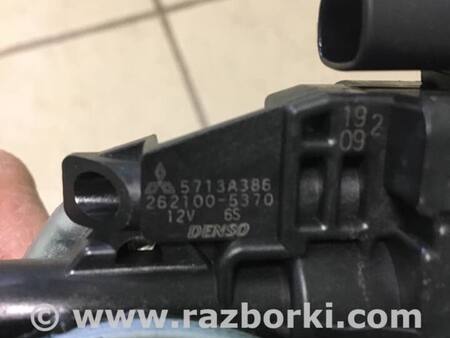 19
09 2
5713A386
262100-5370
12V 6S
DENSO
www.razborki.com